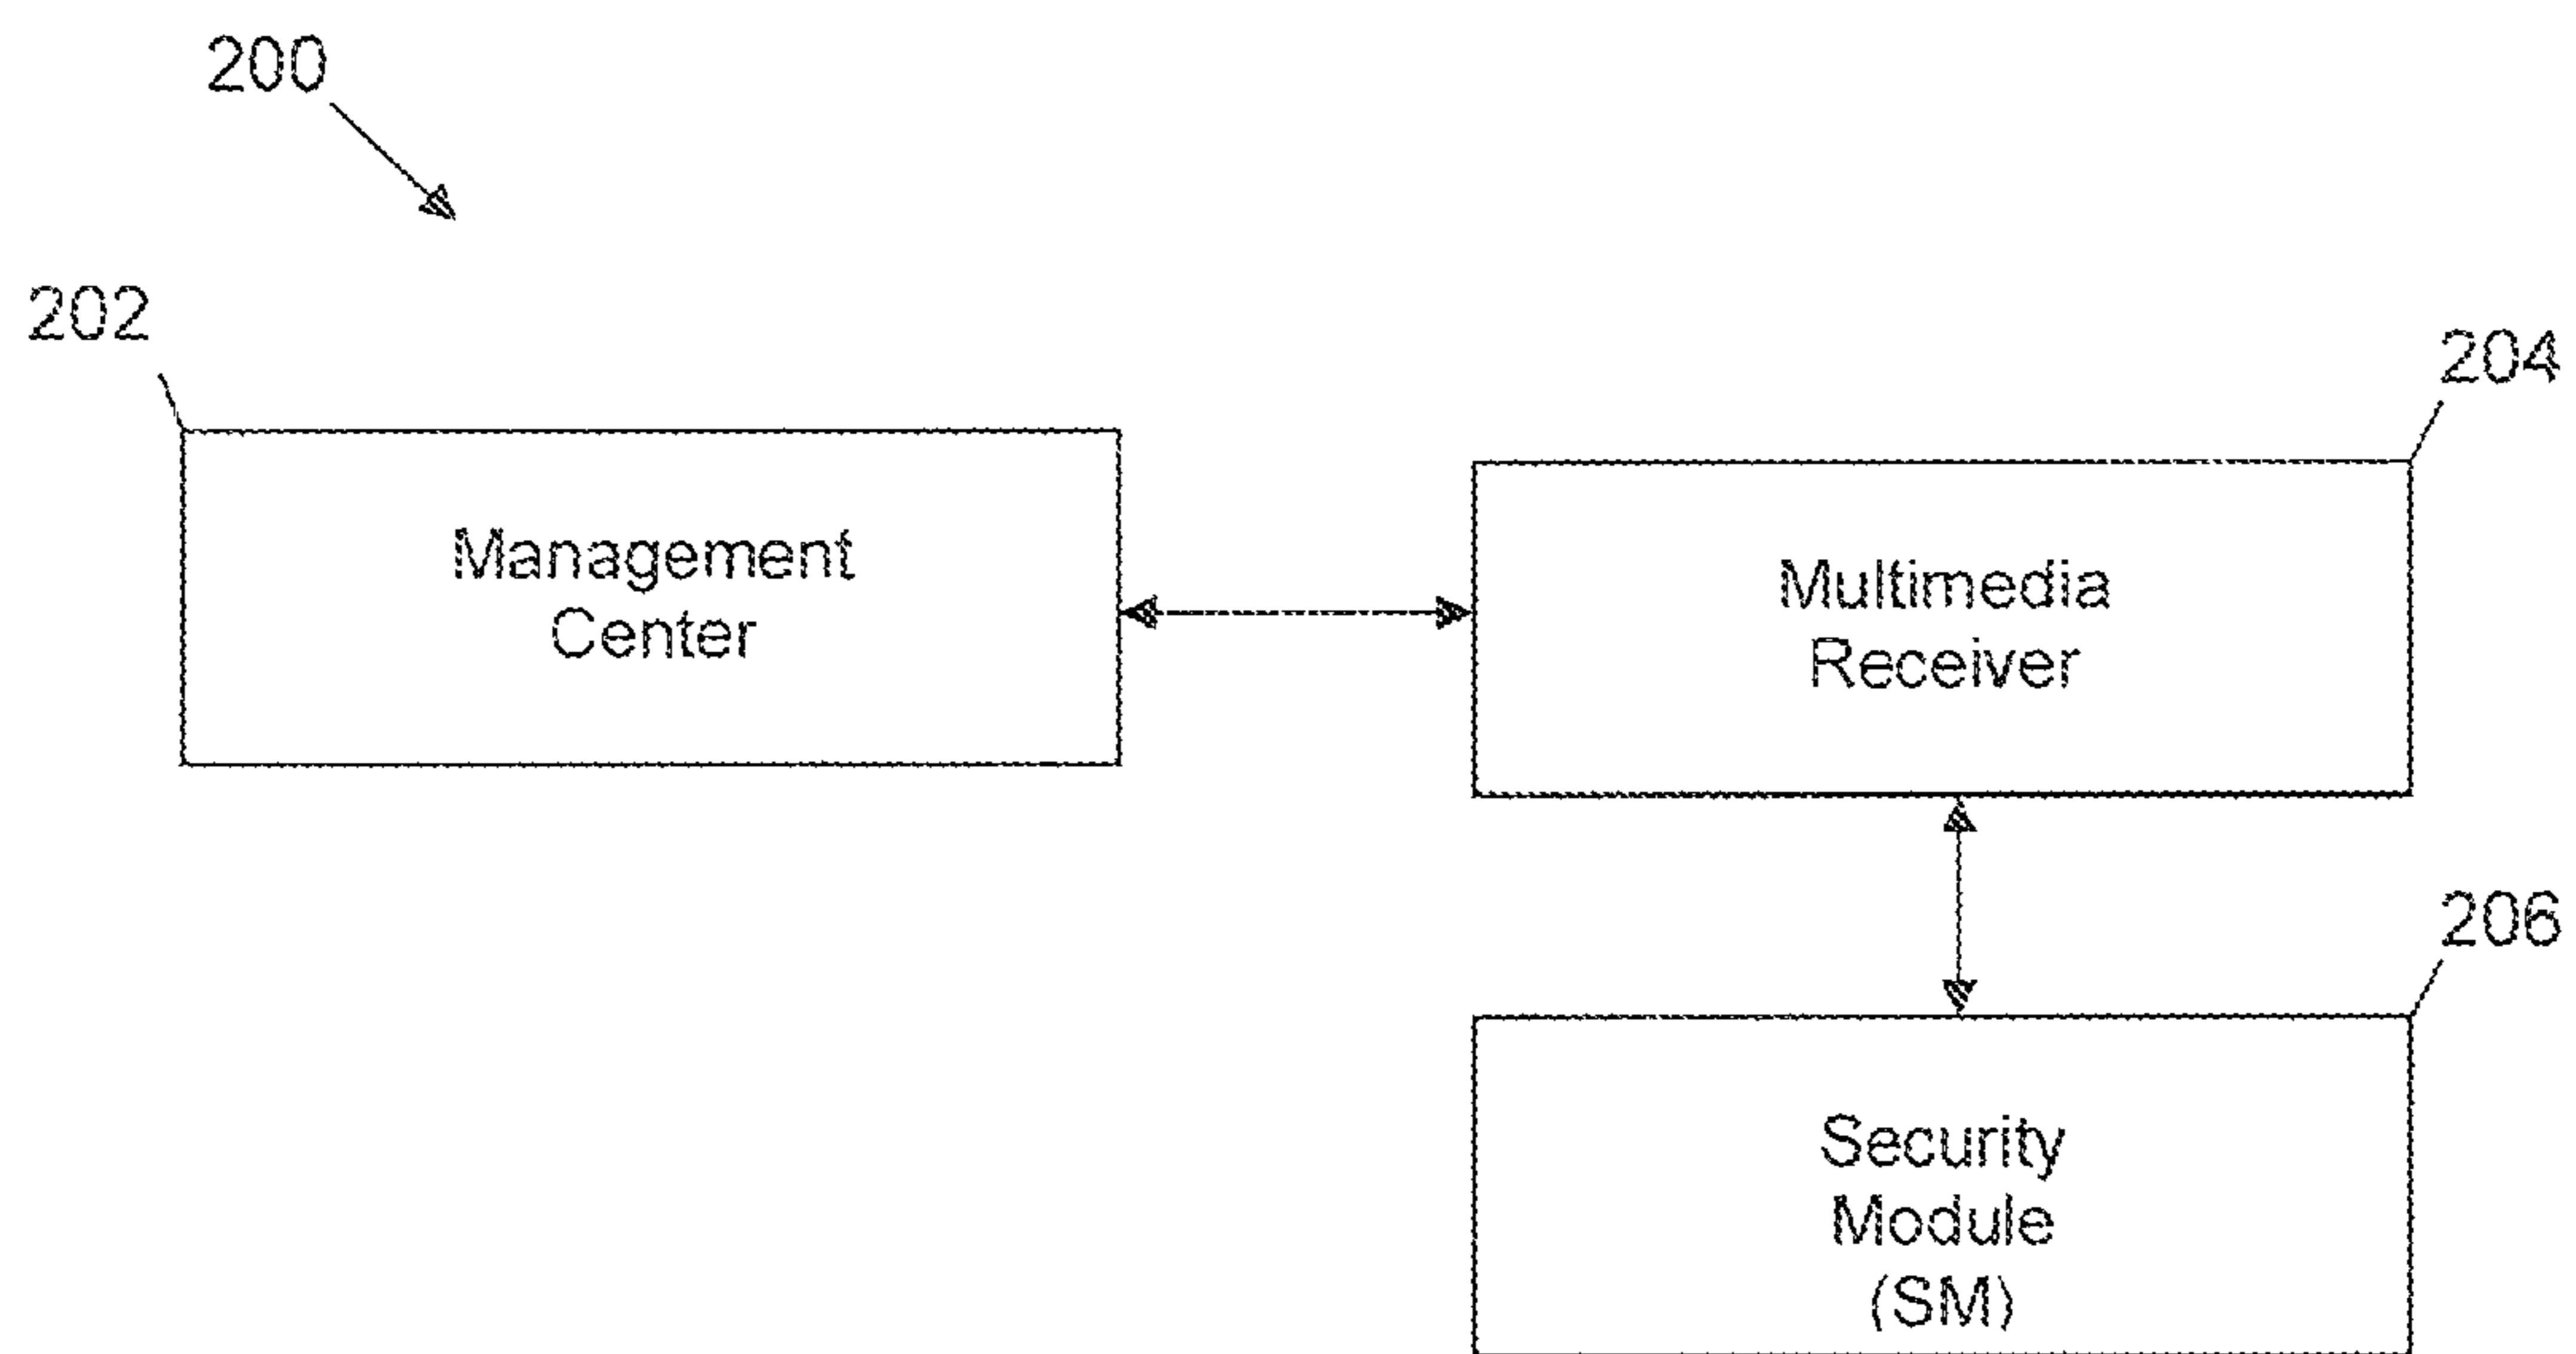 200
202
204
Management
Center
Multimedia
Receiver
206
Security
Module
(SM)